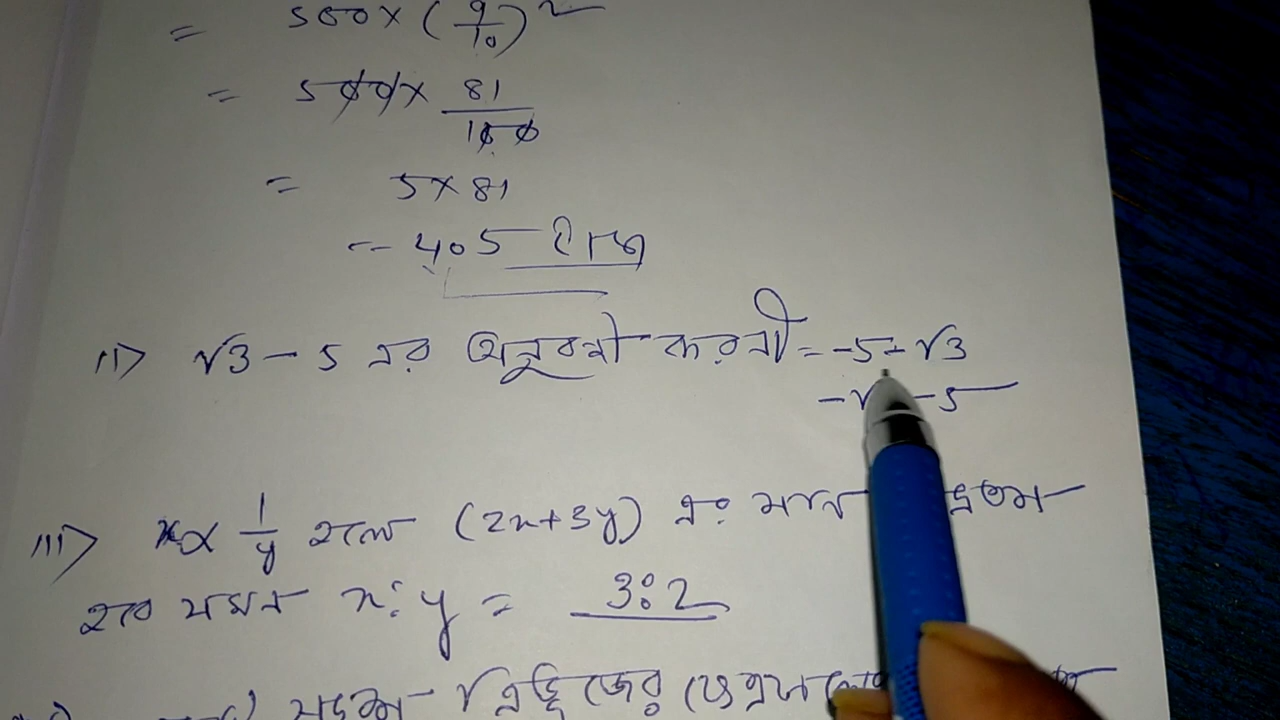 = 500 × (9/10)²
= 500 × 81/100
= 5 × 81
= 405 টাকা
II> √3 - 5 এর অনুবন্ধী করণী = -5 - √3
-√ - 5
III> x ∝ 1/y হলে (2x+3y) এর মান
হবে যখন x : y = 3:2